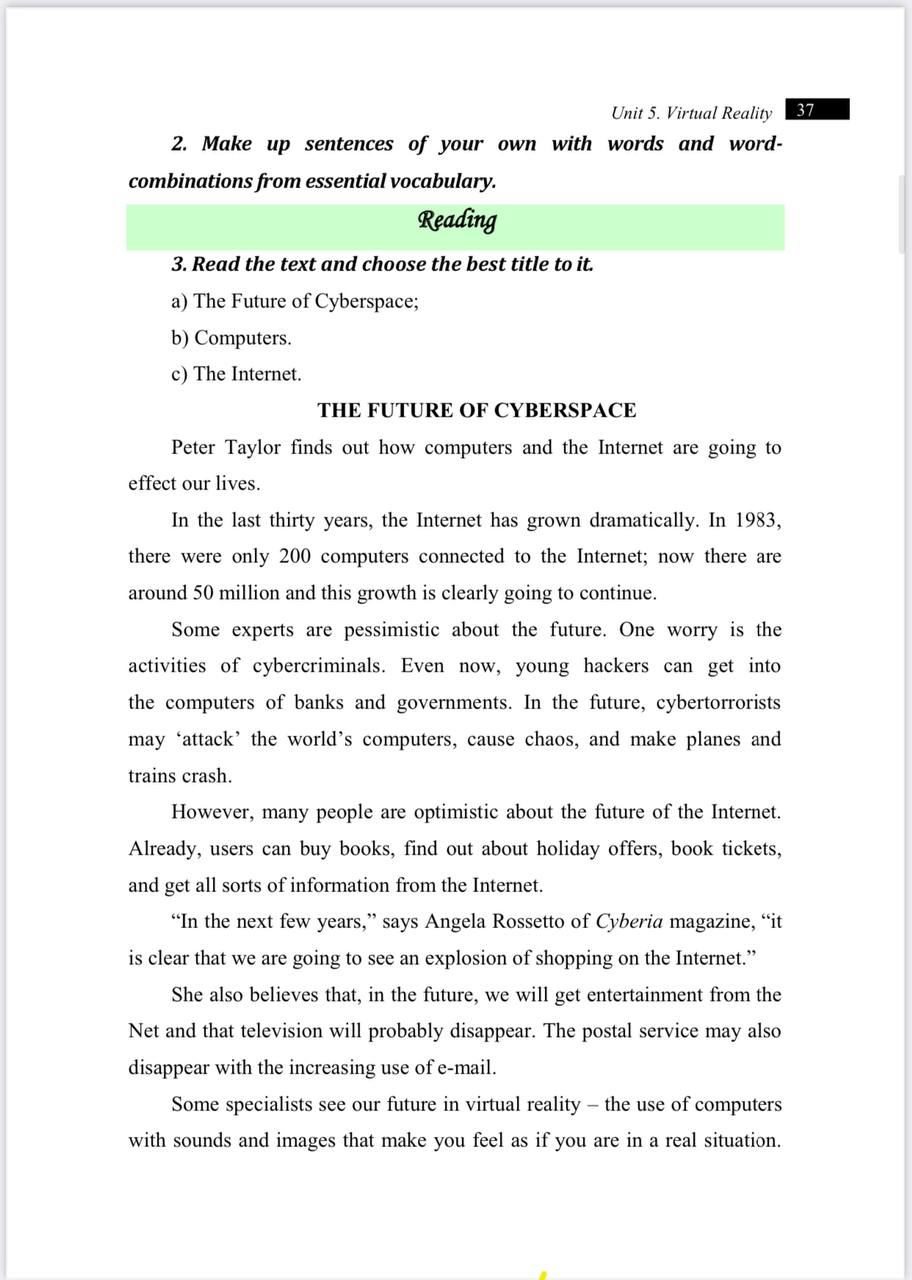 Unit 5. Virtual Reality 37
2. Make up sentences of your own with words and word-
combinations from essential vocabulary.
Reading
3. Read the text and choose the best title to it.
a) The Future of Cyberspace;
b) Computers.
c) The Internet.
THE FUTURE OF CYBERSPACE
Peter Taylor finds out how computers and the Internet are going to
effect our lives.
In the last thirty years, the Internet has grown dramatically. In 1983,
there were only 200 computers connected to the Internet; now there are
around 50 million and this growth is clearly going to continue.
Some experts are pessimistic about the future. One worry is the
activities of cybercriminals. Even now, young hackers can get into
the computers of banks and governments. In the future, cybertorrorists
may ‘attack’ the world’s computers, cause chaos, and make planes and
trains crash.
However, many people are optimistic about the future of the Internet.
Already, users can buy books, find out about holiday offers, book tickets,
and get all sorts of information from the Internet.
“In the next few years,” says Angela Rossetto of Cyberia magazine, “it
is clear that we are going to see an explosion of shopping on the Internet.”
She also believes that, in the future, we will get entertainment from the
Net and that television will probably disappear. The postal service may also
disappear with the increasing use of e-mail.
Some specialists see our future in virtual reality – the use of computers
with sounds and images that make you feel as if you are in a real situation.